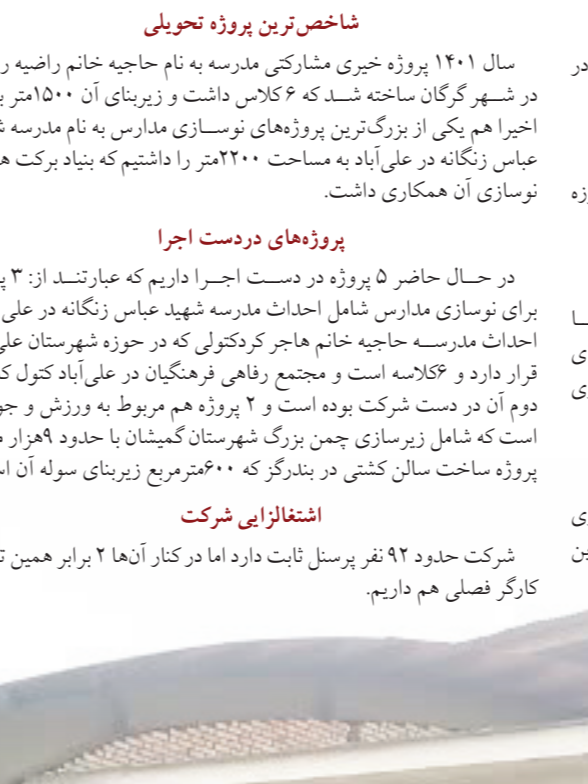 شاخص‌ترین پروژه تحویلی
سال ۱۴۰۱ پروژه خیری مشارکتی مدرسه به نام حاجیه خانم راضیه
در شهر گرگان ساخته شد که ۶ کلاس داشت و زیربنای آن ۱۵۰۰متر
اخیرا هم یکی از بزرگ‌ترین پروژه‌های نوسازی مدارس به نام مدرسه
عباس زنگانه در علی‌آباد به مساحت ۲۲۰۰متر را داشتیم که بنیاد برکت
نوسازی آن همکاری داشت.
پروژه‌های دردست اجرا
در حال حاضر ۵ پروژه در دست اجرا داریم که عبارتند از: ۳
برای نوسازی مدارس شامل احداث مدرسه شهید عباس زنگانه در علی
احداث مدرسه حاجیه خانم هاجر کردکتولی که در حوزه شهرستان
قرار دارد و ۶کلاسه است و مجتمع رفاهی فرهنگیان در علی‌آباد کتول
دوم آن در دست شرکت بوده است و ۲ پروژه هم مربوط به ورزش و
است که شامل زیرسازی چمن بزرگ شهرستان گمیشان با حدود ۹هزار
پروژه ساخت سالن کشتی در بندرگز که ۶۰۰مترمربع زیربنای سوله آن
اشتغالزایی شرکت
شرکت حدود ۹۲ نفر پرسنل ثابت دارد اما در کنار آن‌ها ۲ برابر همین
کارگر فصلی هم داریم.
در